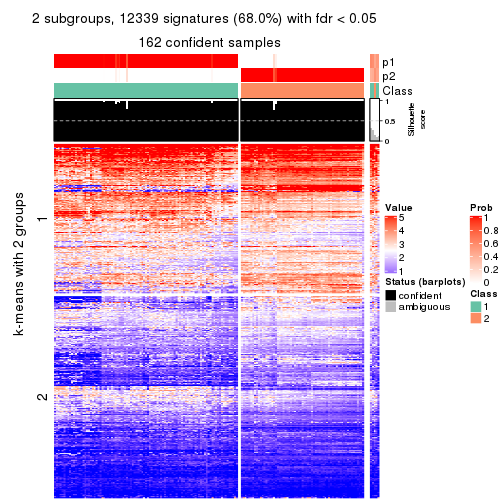 2 subgroups, 12339 signatures (68.0%) with fdr < 0.05
162 confident samples
p1
p2
Class
1
0.5
0
Silhouette
score
k-means with 2 groups
1
2
Value
5
4
3
2
1
Status (barplots)
confident
ambiguous
Prob
1
0.8
0.6
0.4
0.2
0
Class
1
2